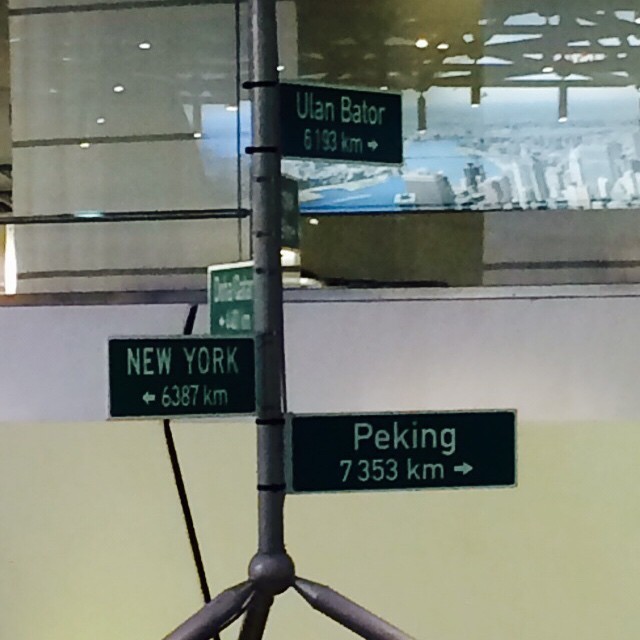 Ulan Bator
6193 km →
NEW YORK
← 6387 km
Peking
7353 km →